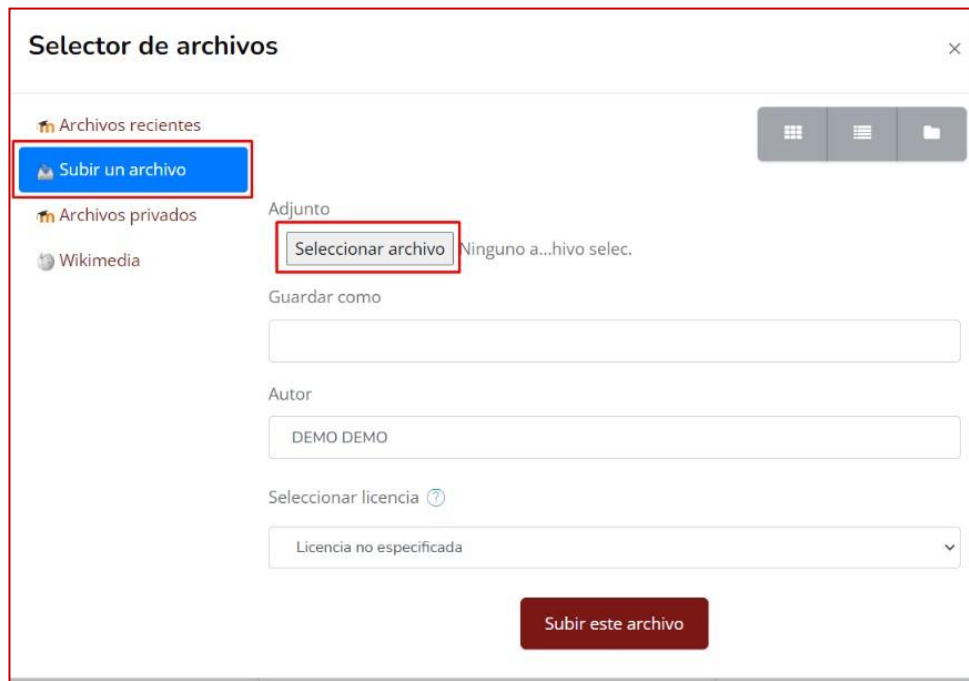 Selector de archivos
×
Archivos recientes
Subir un archivo
Archivos privados
Wikimedia
Adjunto
Seleccionar archivo Ninguno a...hivo selec.
Guardar como
Autor
DEMO DEMO
Seleccionar licencia ?
Licencia no especificada
Subir este archivo